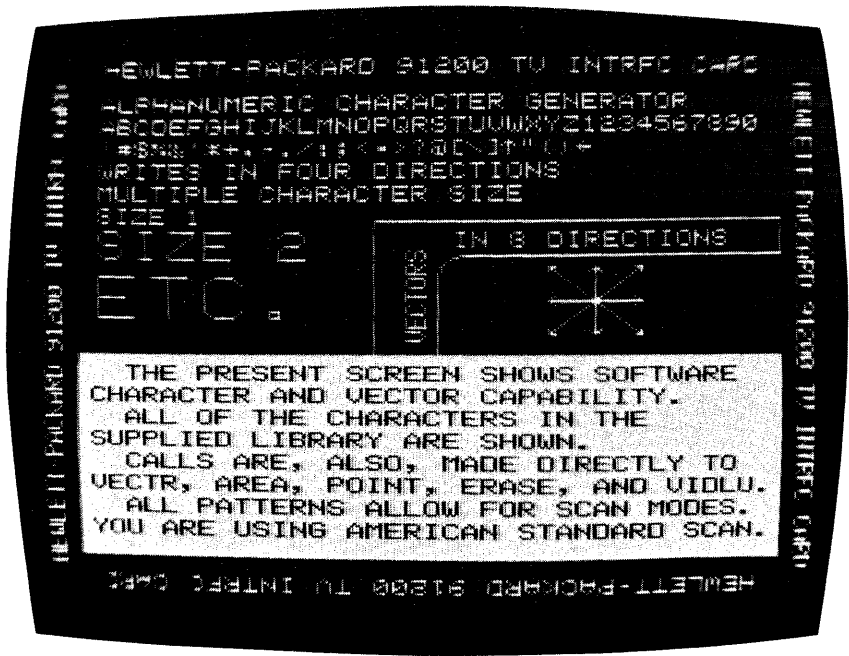 HEWLETT-PACKARD 91200 TV INTRFC CARD
ALPHANUMERIC CHARACTER GENERATOR
ABCDEFGHIJKLMNOPQRSTUVWXYZ1234567890
WRITES IN FOUR DIRECTIONS
MULTIPLE CHARACTER SIZE
SIZE 1
SIZE 2
ETC.
IN 8 DIRECTIONS
VECTORS
THE PRESENT SCREEN SHOWS SOFTWARE
CHARACTER AND VECTOR CAPABILITY.
ALL OF THE CHARACTERS IN THE
SUPPLIED LIBRARY ARE SHOWN.
CALLS ARE, ALSO, MADE DIRECTLY TO
VECTR, AREA, POINT, ERASE, AND VIDLU.
ALL PATTERNS ALLOW FOR SCAN MODES.
YOU ARE USING AMERICAN STANDARD SCAN.
HEWLETT-PACKARD 91200 TV INTRFC CARD
HEWLETT-PACKARD 91200 TV INTRFC CARD
HEWLETT-PACKARD 91200 TV INTRFC CARD